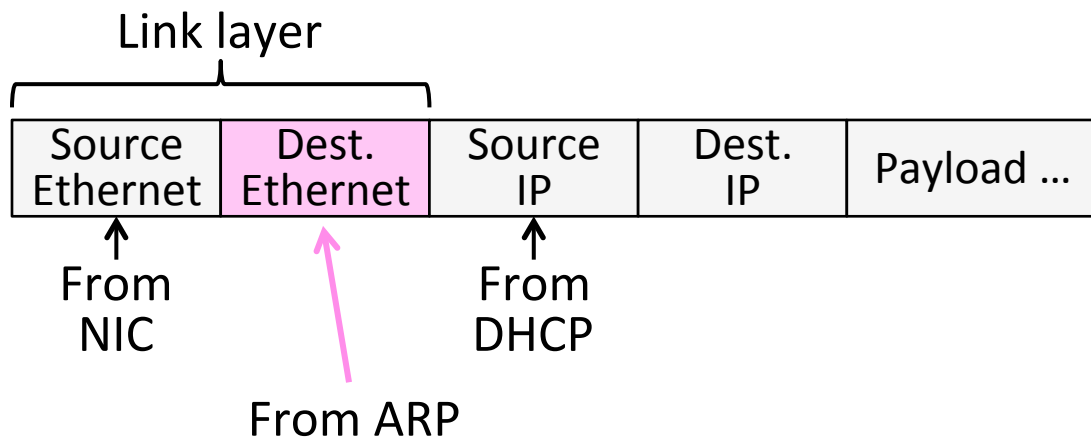 Link layer
Source
Ethernet
Dest.
Ethernet
Source
IP
Dest.
IP
Payload ...
From
NIC
From
DHCP
From ARP